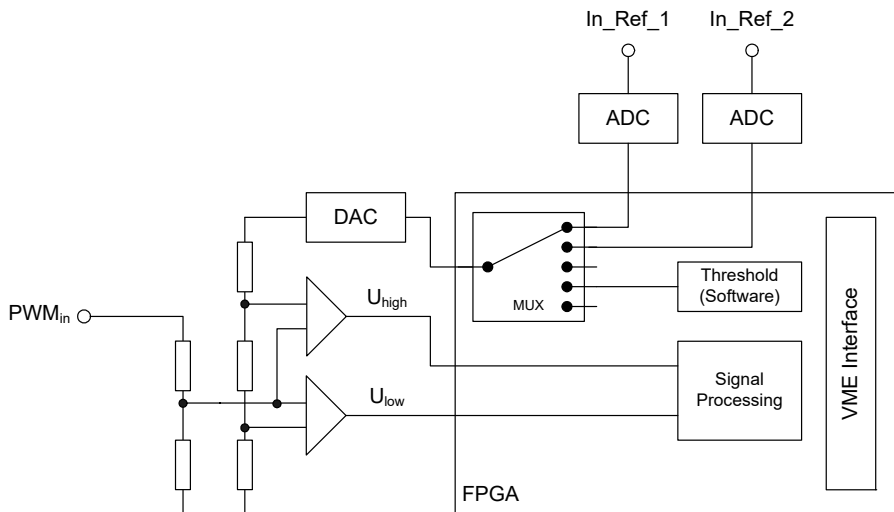 In_Ref_1
In_Ref_2
ADC
ADC
DAC
MUX
Threshold
(Software)
PWMin
Uhigh
Ulow
Signal
Processing
VME Interface
FPGA